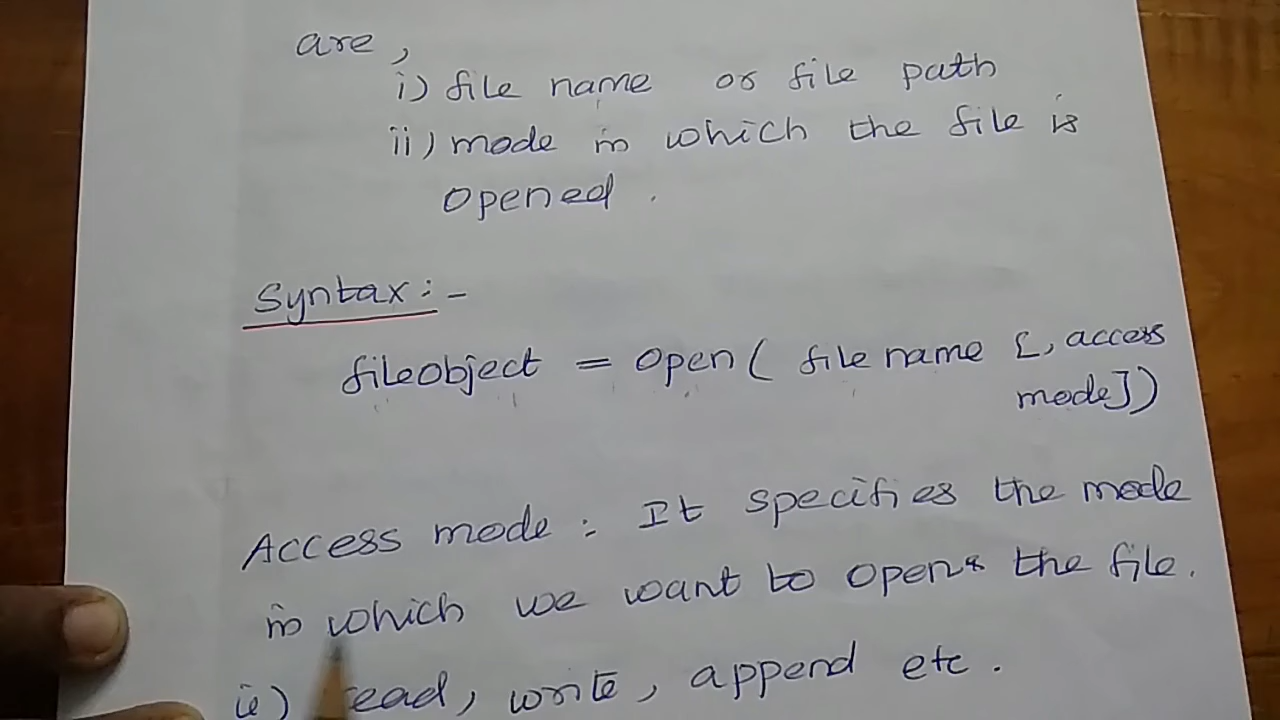 are,
i) file name or file path
ii) mode in which the file is
opened.
Syntax:-
fileobject = open( file name [, access
mode])
Access mode: It specifies the mode
in which we want to open the file.
ie) read, write, append etc.